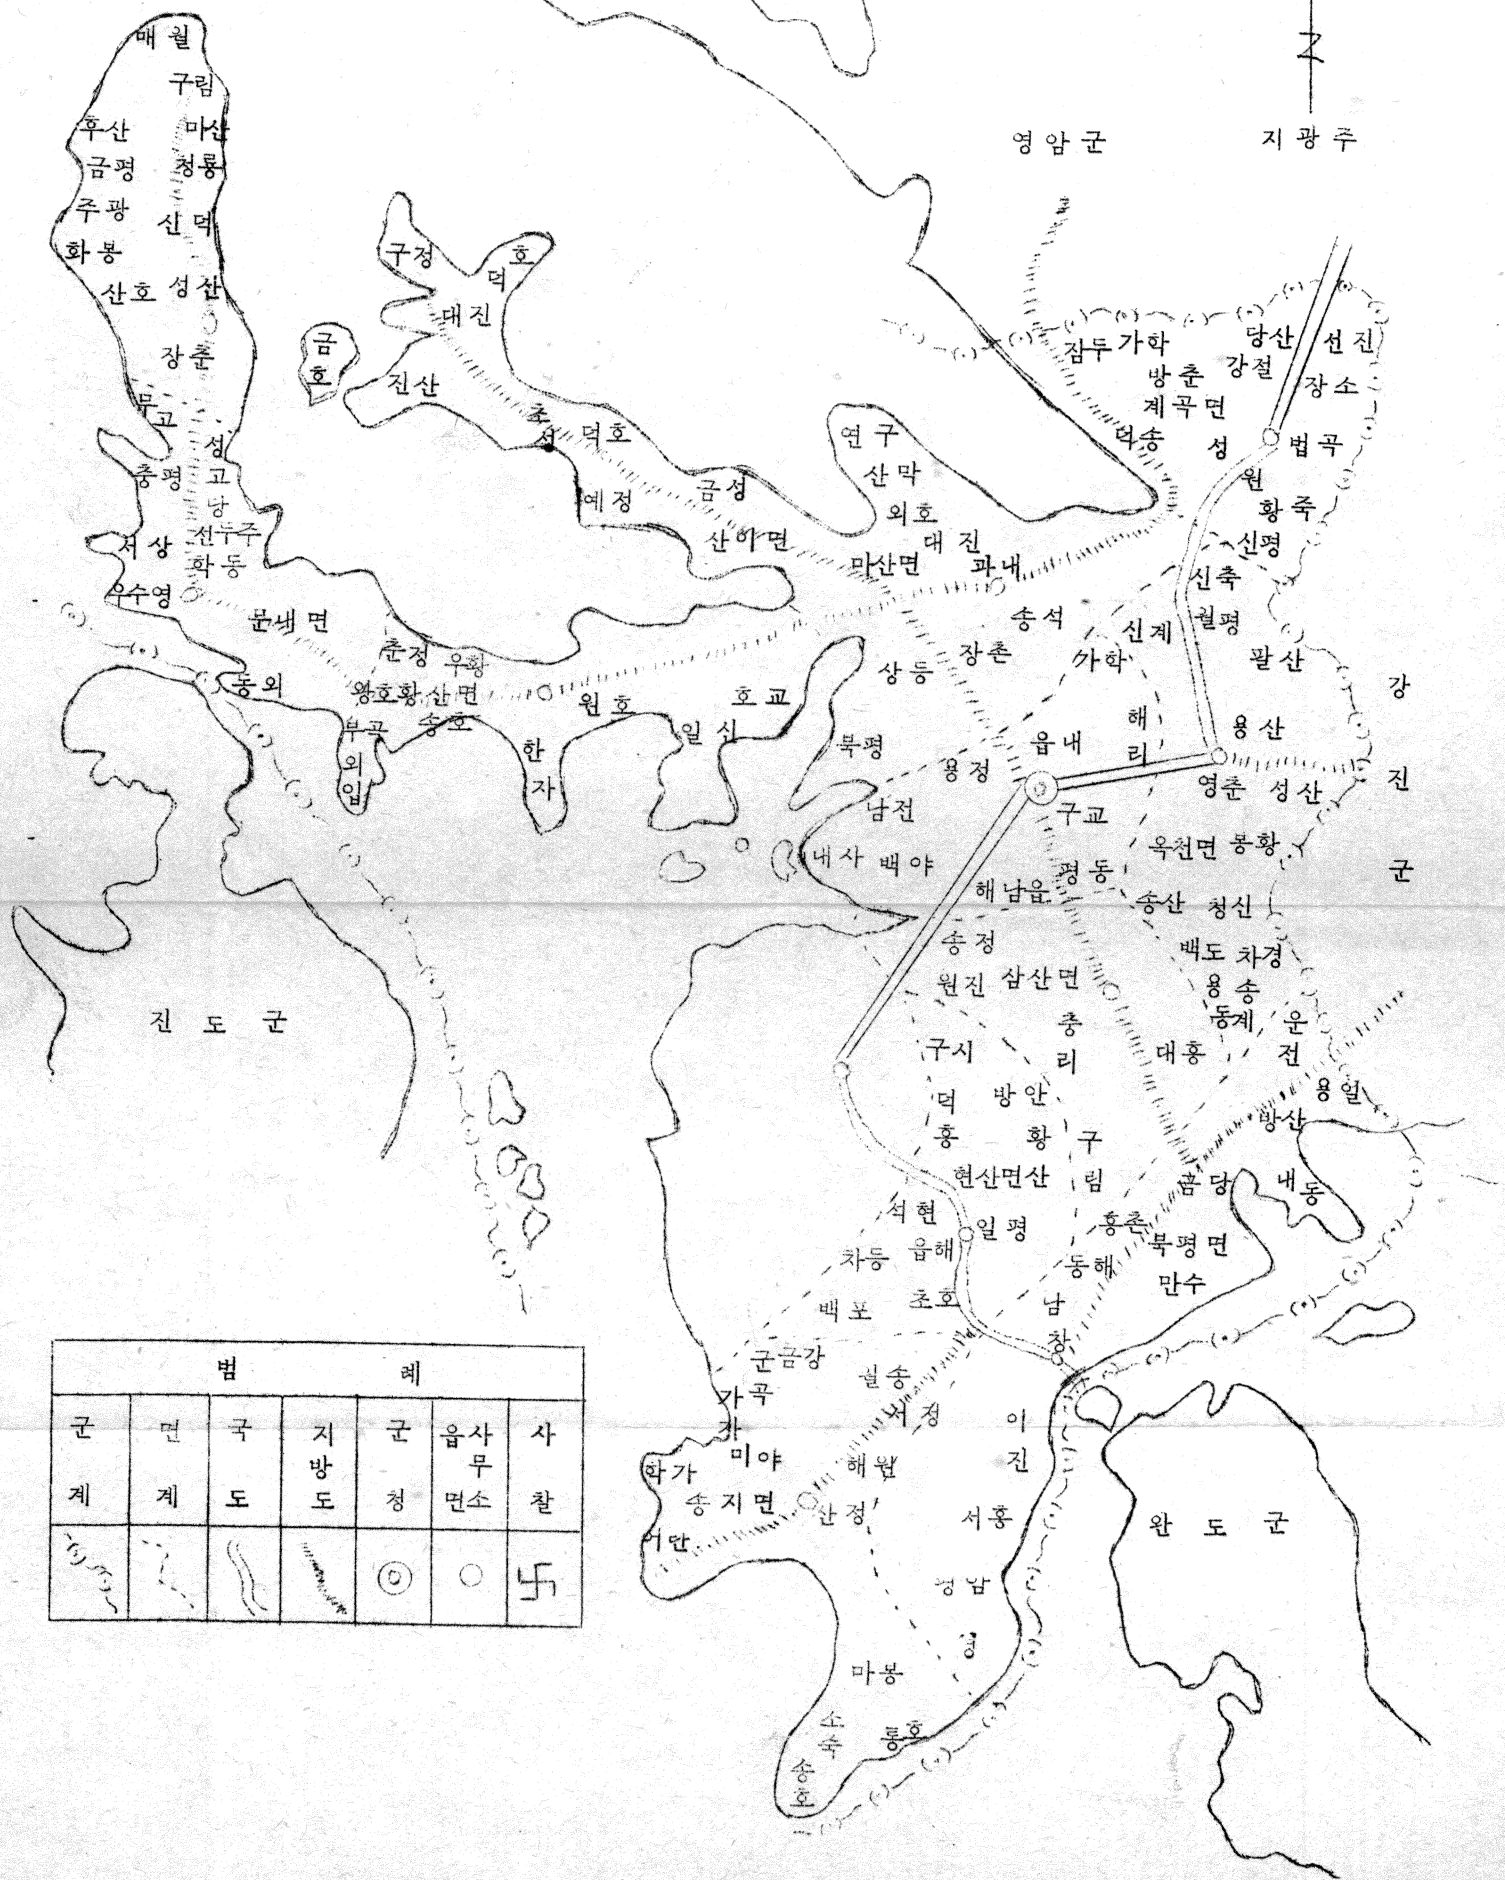 매월
구림
후산
마산
금평
청룡
주광
산덕
화봉
산호
성산
장춘
무고
성
고
당
충평
선두주
서상
학동
우수영
문내면
동외
춘정
우황
황산면
송호
부곡
외
입
한
자
원호
호교
일신
구정
덕
호
대진
금
호
진산
초
덕호
예정
금성
산이면
연구
산막
외호
대진
마산면
과내
송석
장촌
상등
가학
북평
영암군
지광주
잠두
가학
당산
선진
방춘
강절
장소
계곡면
덕송
성
원
법곡
황죽
신평
신축
신계
월평
팔산
강
진
군
해
리
읍내
용산
용정
영춘
성산
남전
구교
옥천면
봉황
내사
백야
평동
해남읍
송산
청신
송정
백도
차경
원진
삼산면
용송
동계
운
전
충
리
구시
대흥
용일
덕
흥
방안
방산
황
산
구
림
현산면
금당
내동
석현
일평
흥촌
북평면
차등
읍해
동해
만수
백포
초호
남
창
군
금강
월송
가곡
서정
이
진
미야
해원
학가
송지면
산정
서흥
어란
영암
마봉
소
숙
통호
송
호
진도군
완도군
범례
군계
면계
국도
지방도
군청
읍면사무소
사찰
卐
N